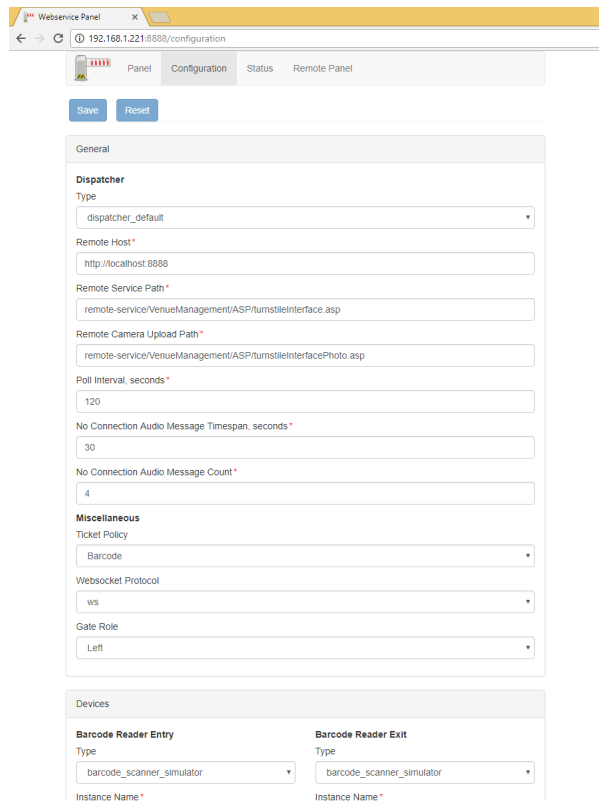 Webservice Panel
192.168.1.221:8888/configuration
Panel Configuration Status Remote Panel
Save Reset
General
Dispatcher
Type
dispatcher_default
Remote Host*
http://localhost:8888
Remote Service Path*
remote-service/VenueManagement/ASP/turnstileInterface.asp
Remote Camera Upload Path*
remote-service/VenueManagement/ASP/turnstileInterfacePhoto.asp
Poll Interval, seconds*
120
No Connection Audio Message Timespan, seconds*
30
No Connection Audio Message Count*
4
Miscellaneous
Ticket Policy
Barcode
Websocket Protocol
ws
Gate Role
Left
Devices
Barcode Reader Entry Barcode Reader Exit
Type Type
barcode_scanner_simulator barcode_scanner_simulator
Instance Name* Instance Name*